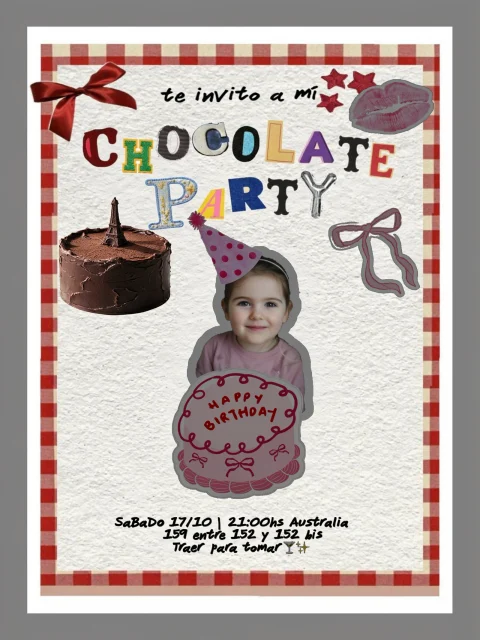 te invito a mí
CHOCOLATE
PARTY
HAPPY
BIRTHDAY
SaBaDo 17/10 | 21:00hs Australia
159 entre 152 y 152 bis
Traer para tomar🍸✨